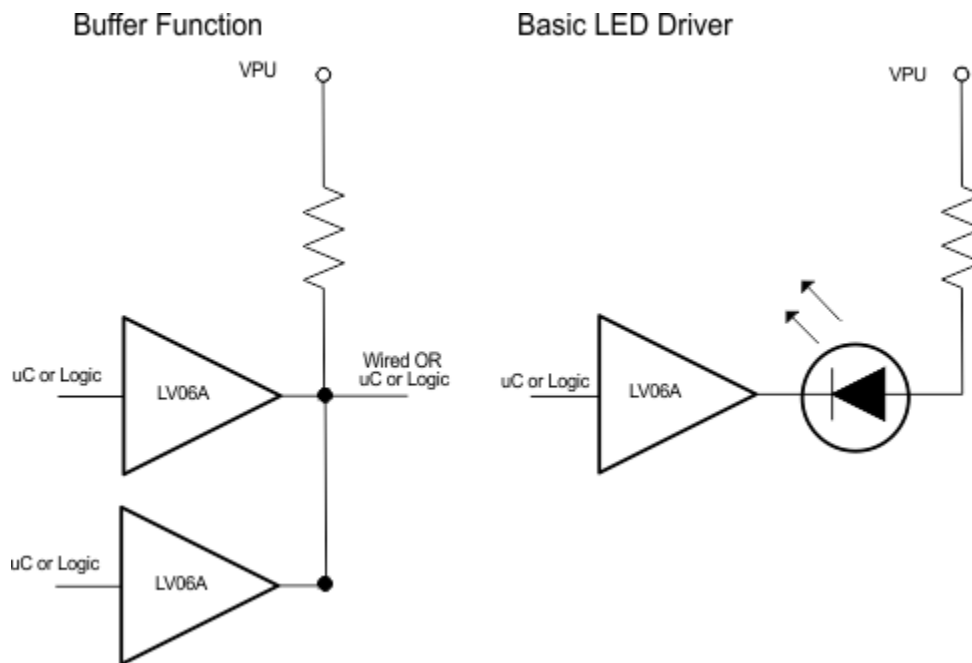 Buffer Function
Basic LED Driver
VPU
VPU
Wired OR
uC or Logic
uC or Logic
LV06A
uC or Logic
LV06A
uC or Logic
LV06A